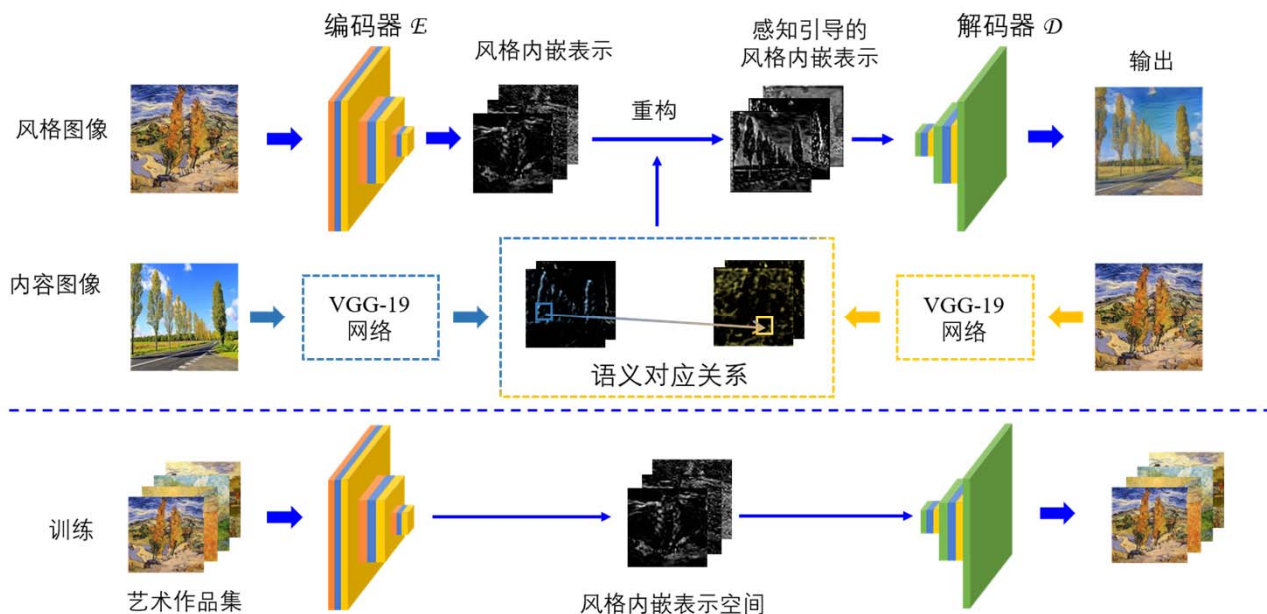 编码器 ℰ
风格内嵌表示
感知引导的
风格内嵌表示
解码器 𝒟
输出
风格图像
重构
内容图像
VGG-19
网络
VGG-19
网络
语义对应关系
训练
艺术作品集
风格内嵌表示空间